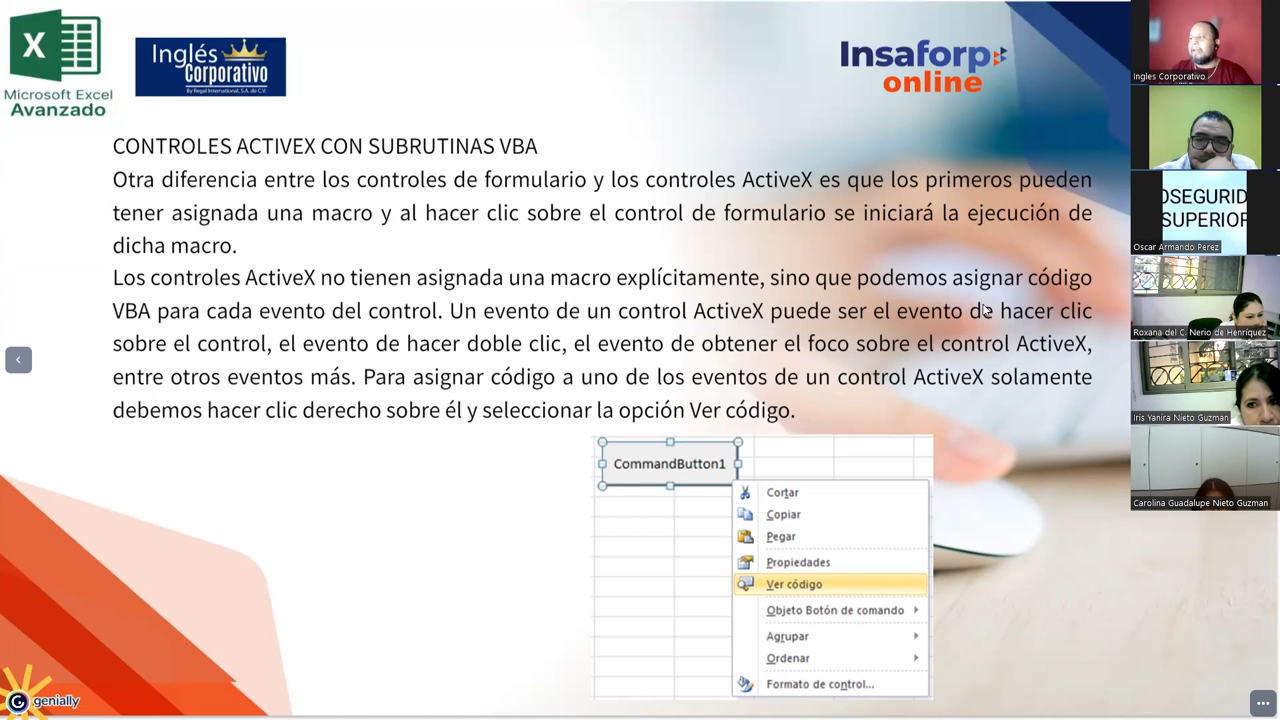 Microsoft Excel
Avanzado
Inglés
Corporativo
By Regal International, S.A. de C.V.
Insaforp
online
CONTROLES ACTIVEX CON SUBRUTINAS VBA
Otra diferencia entre los controles de formulario y los controles ActiveX es que los primeros pueden
tener asignada una macro y al hacer clic sobre el control de formulario se iniciará la ejecución de
dicha macro.
Los controles ActiveX no tienen asignada una macro explícitamente, sino que podemos asignar código
VBA para cada evento del control. Un evento de un control ActiveX puede ser el evento de hacer clic
sobre el control, el evento de hacer doble clic, el evento de obtener el foco sobre el control ActiveX,
entre otros eventos más. Para asignar código a uno de los eventos de un control ActiveX solamente
debemos hacer clic derecho sobre él y seleccionar la opción Ver código.
CommandButton1
Cortar
Copiar
Pegar
Propiedades
Ver código
Objeto Botón de comando
Agrupar
Ordenar
Formato de control...
genially
Ingles Corporativo
OSEGURID
SUPERIOR
Oscar Armando Perez
Roxana del C. Nerio de Henríquez
Iris Yanira Nieto Guzman
Carolina Guadalupe Nieto Guzman